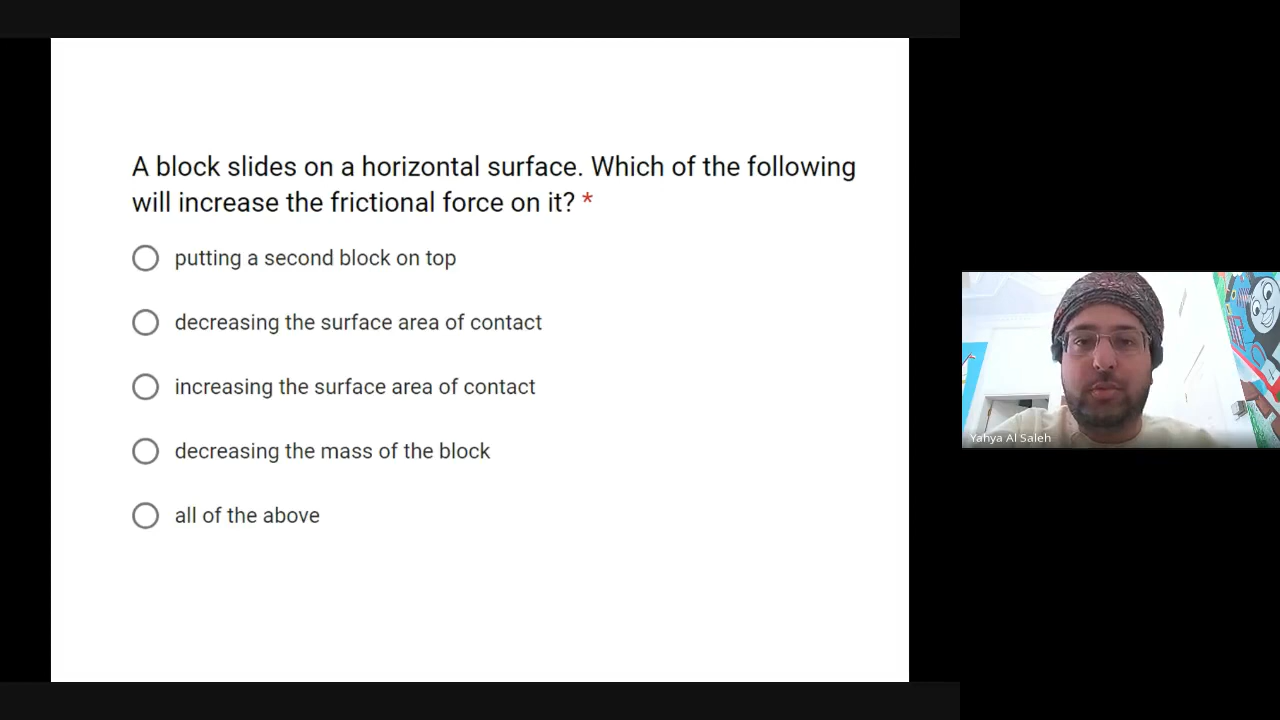 A block slides on a horizontal surface. Which of the following
will increase the frictional force on it? *
putting a second block on top
decreasing the surface area of contact
increasing the surface area of contact
decreasing the mass of the block
all of the above
Yahya Al Saleh